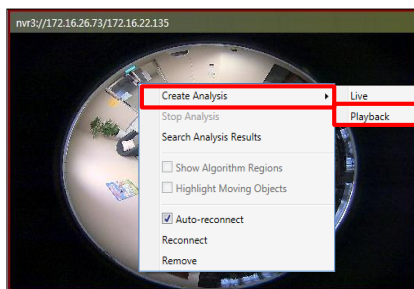 nvr3://172.16.26.73/172.16.22.135
Create Analysis
Live
Stop Analysis
Playback
Search Analysis Results
Show Algorithm Regions
Highlight Moving Objects
Auto-reconnect
Reconnect
Remove